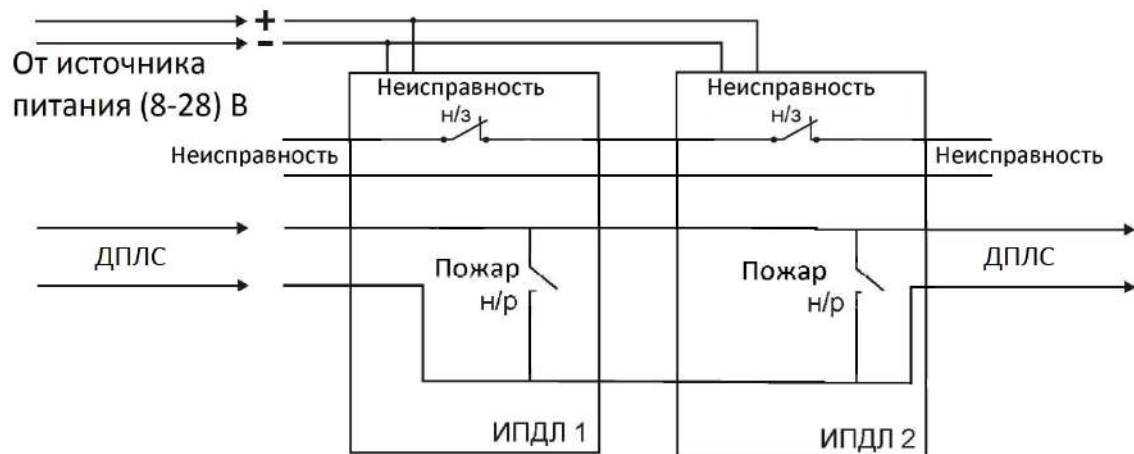 +
-
От источника
питания (8-28) В
Неисправность
н/з
Неисправность
н/з
Неисправность
Неисправность
ДПЛС
ДПЛС
Пожар
н/р
Пожар
н/р
ИПДЛ 1
ИПДЛ 2